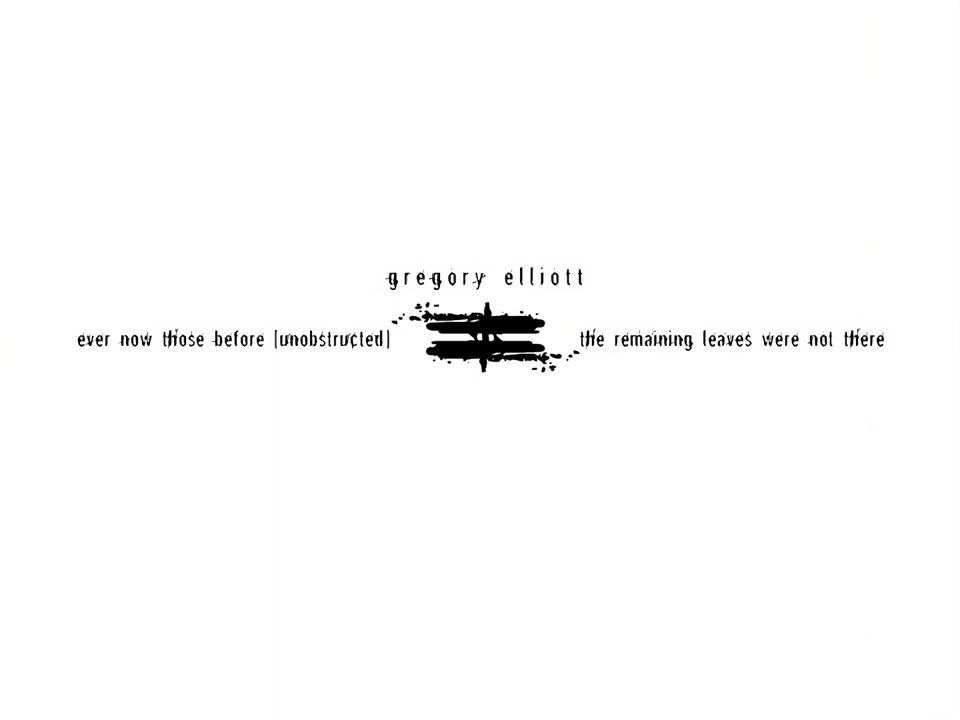 gregory elliott
ever now those before [unobstructed] the remaining leaves were not there